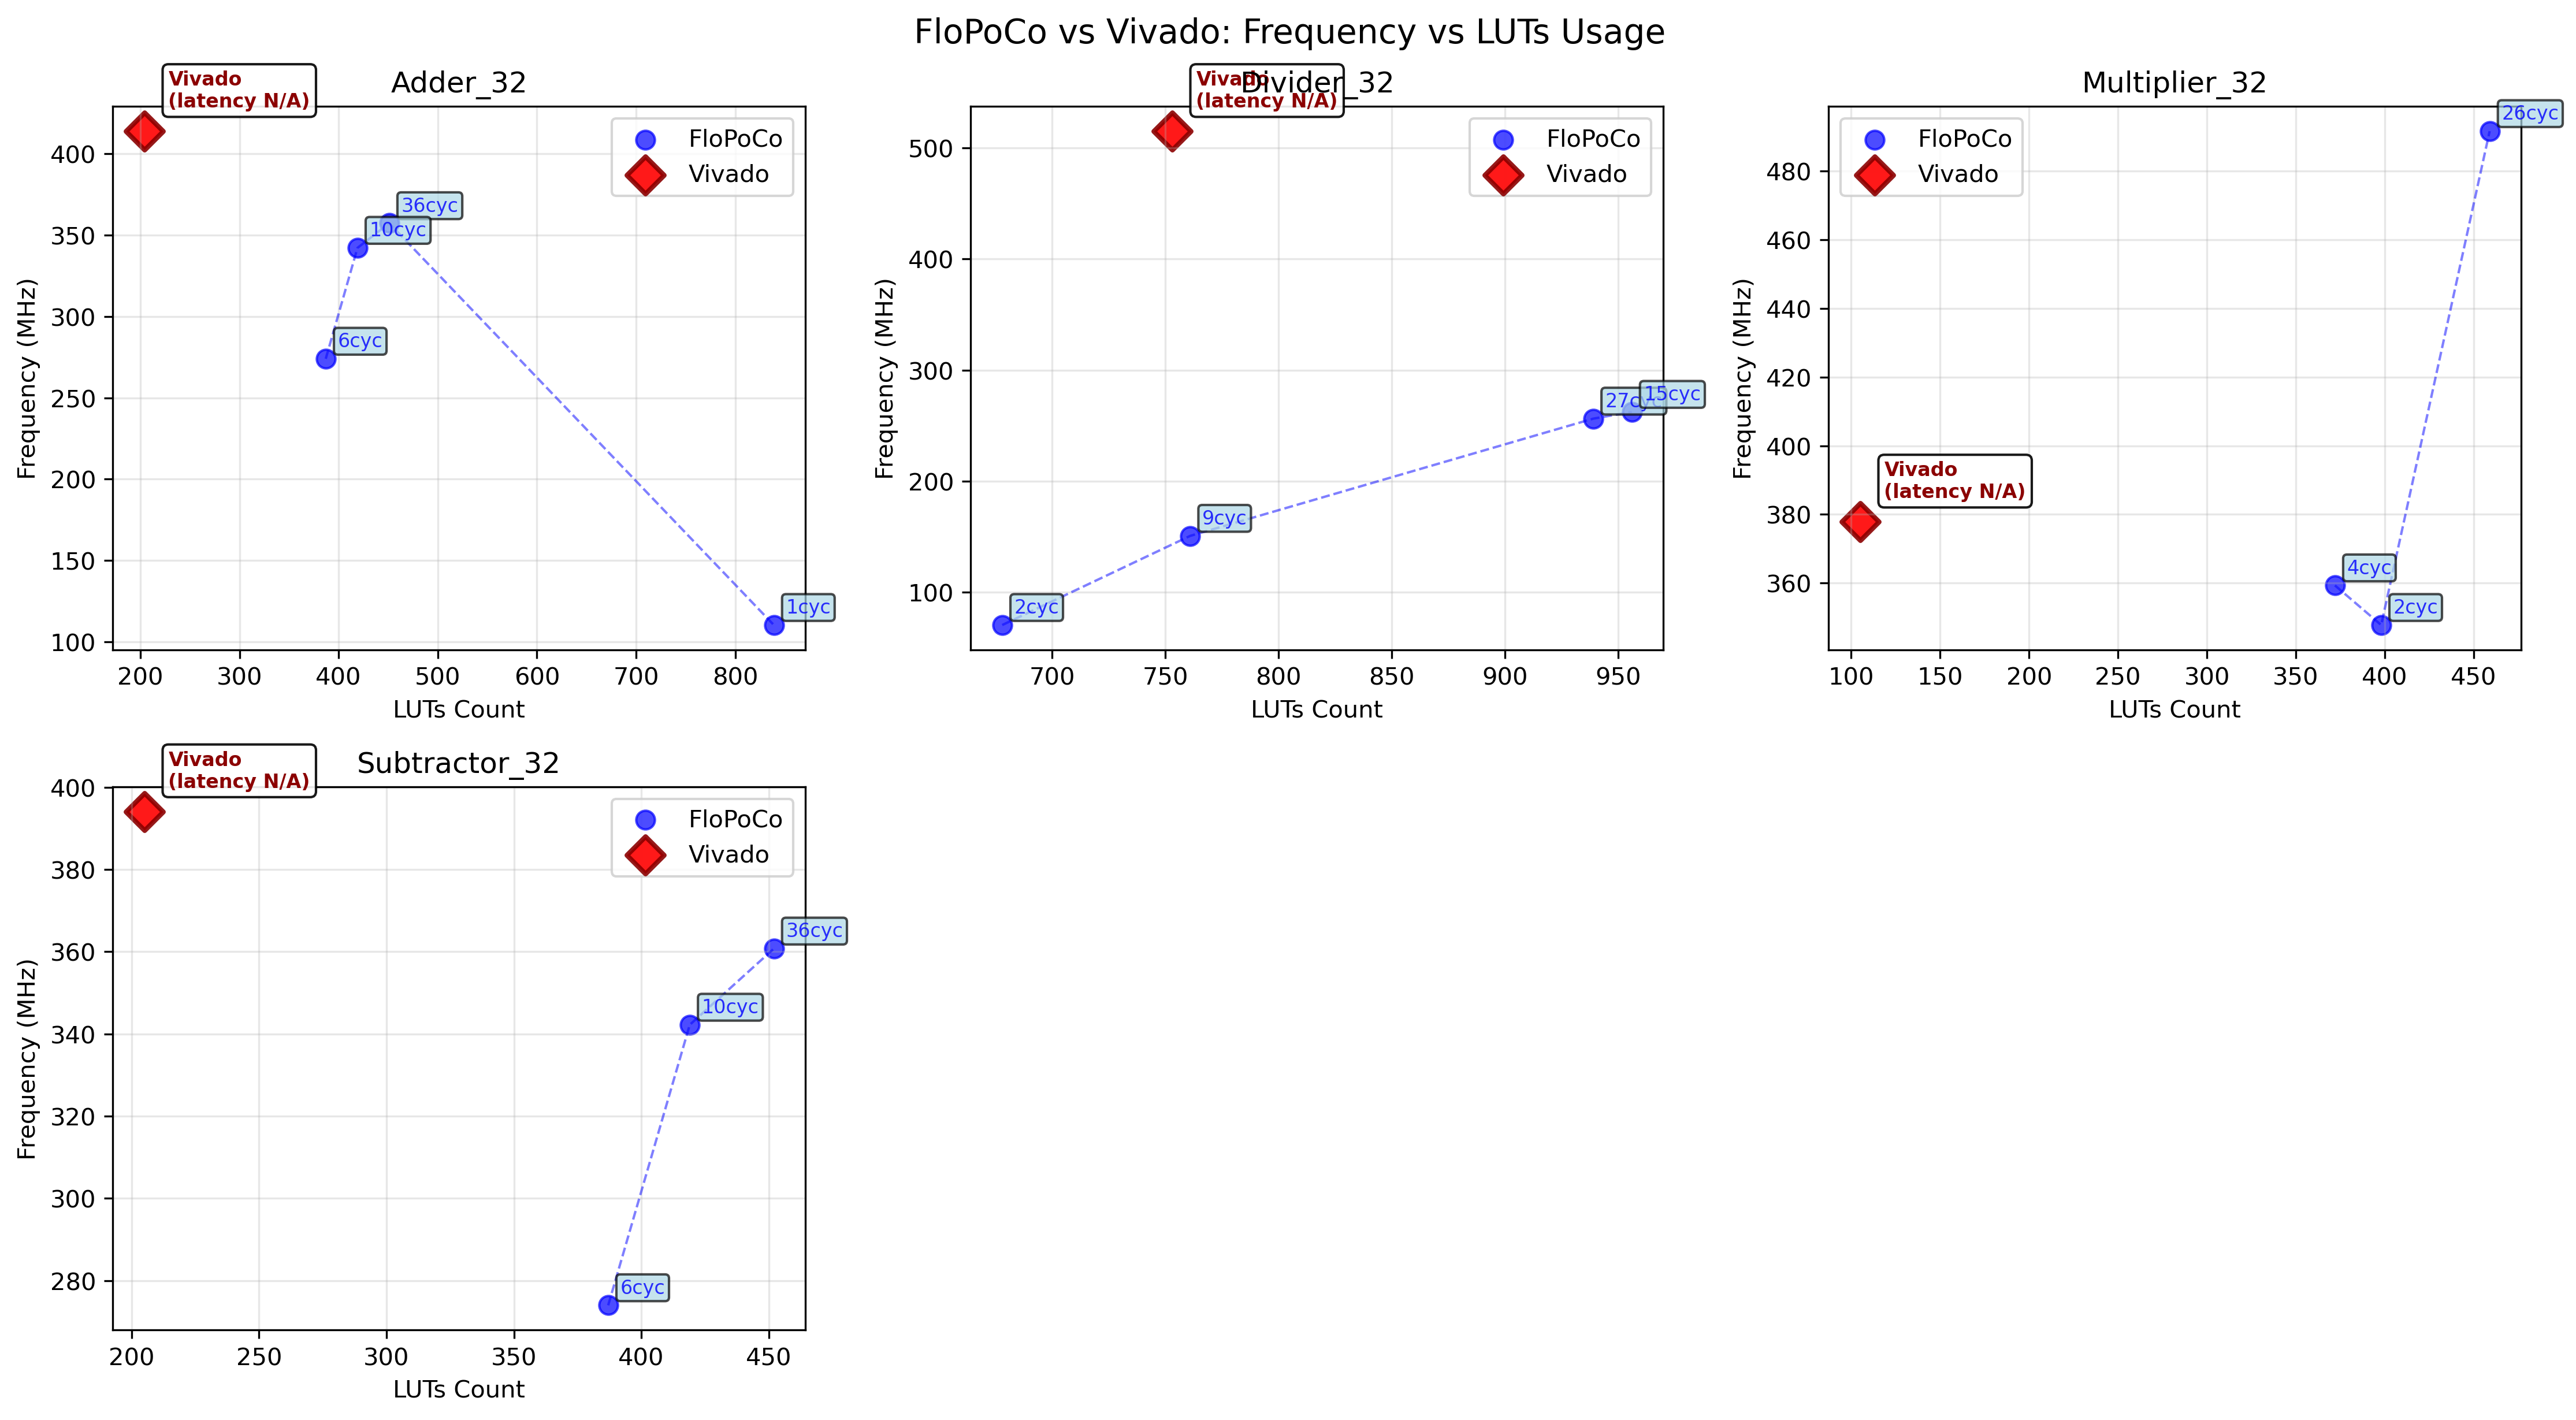 FloPoCo vs Vivado: Frequency vs LUTs Usage
Adder_32
Vivado
(latency N/A)
FloPoCo
Vivado
36cyc
10cyc
6cyc
1cyc
Frequency (MHz)
400
350
300
250
200
150
100
200 300 400 500 600 700 800
LUTs Count
Divider_32
Vivado
(latency N/A)
FloPoCo
Vivado
27cyc
15cyc
9cyc
2cyc
Frequency (MHz)
500
400
300
200
100
700 750 800 850 900 950
LUTs Count
Multiplier_32
FloPoCo
Vivado
26cyc
Vivado
(latency N/A)
4cyc
2cyc
Frequency (MHz)
480
460
440
420
400
380
360
100 150 200 250 300 350 400 450
LUTs Count
Subtractor_32
Vivado
(latency N/A)
FloPoCo
Vivado
36cyc
10cyc
6cyc
Frequency (MHz)
400
380
360
340
320
300
280
200 250 300 350 400 450
LUTs Count